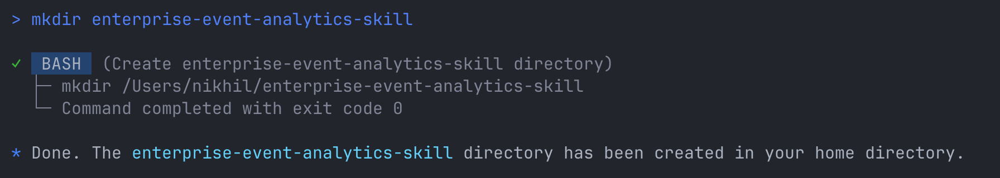 > mkdir enterprise-event-analytics-skill
✓ BASH (Create enterprise-event-analytics-skill directory)
mkdir /Users/nikhil/enterprise-event-analytics-skill
Command completed with exit code 0
* Done. The enterprise-event-analytics-skill directory has been created in your home directory.